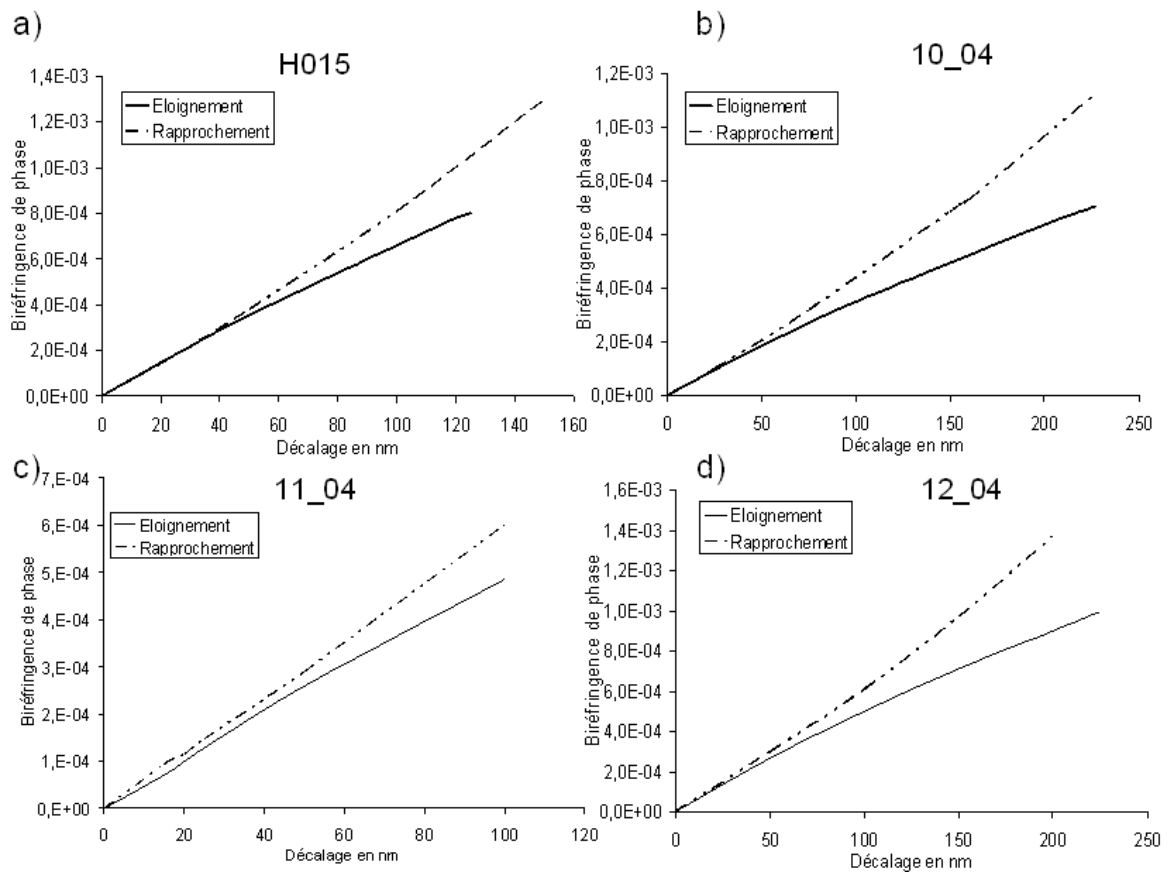 a)
H015
1,4E-03
1,2E-03
1,0E-03
8,0E-04
6,0E-04
4,0E-04
2,0E-04
0,0E+00
Biréfringence de phase
Eloignement
Rapprochement
0 20 40 60 80 100 120 140 160
Décalage en nm
b)
10_04
1,2E-03
1,0E-03
8,0E-04
6,0E-04
4,0E-04
2,0E-04
0,0E+00
Biréfringence de phase
Eloignement
Rapprochement
0 50 100 150 200 250
Décalage en nm
c)
11_04
7,E-04
6,E-04
5,E-04
4,E-04
3,E-04
2,E-04
1,E-04
0,E+00
Biréfringence de phase
Eloignement
Rapprochement
0 20 40 60 80 100 120
Décalage en nm
d)
12_04
1,6E-03
1,4E-03
1,2E-03
1,0E-03
8,0E-04
6,0E-04
4,0E-04
2,0E-04
0,0E+00
Biréfringence de phase
Eloignement
Rapprochement
0 50 100 150 200 250
Décalage en nm